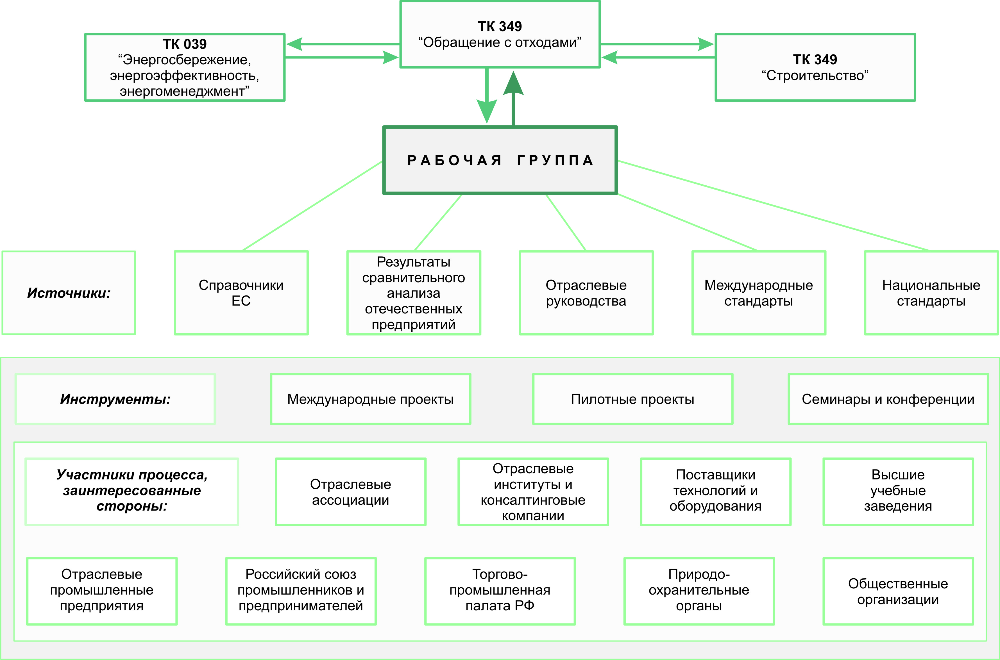 ТК 349
“Обращение с отходами”
ТК 039
“Энергосбережение,
энергоэффективность,
энергоменеджмент”
ТК 349
“Строительство”
РАБОЧАЯ ГРУППА
Источники:
Справочники
ЕС
Результаты
сравнительного
анализа
отечественных
предприятий
Отраслевые
руководства
Международные
стандарты
Национальные
стандарты
Инструменты:
Международные проекты
Пилотные проекты
Семинары и конференции
Участники процесса,
заинтересованные
стороны:
Отраслевые
ассоциации
Отраслевые
институты и
консалтинговые
компании
Поставщики
технологий и
оборудования
Высшие
учебные
заведения
Отраслевые
промышленные
предприятия
Российский союз
промышленников и
предпринимателей
Торгово-
промышленная
палата РФ
Природо-
охранительные
органы
Общественные
организации